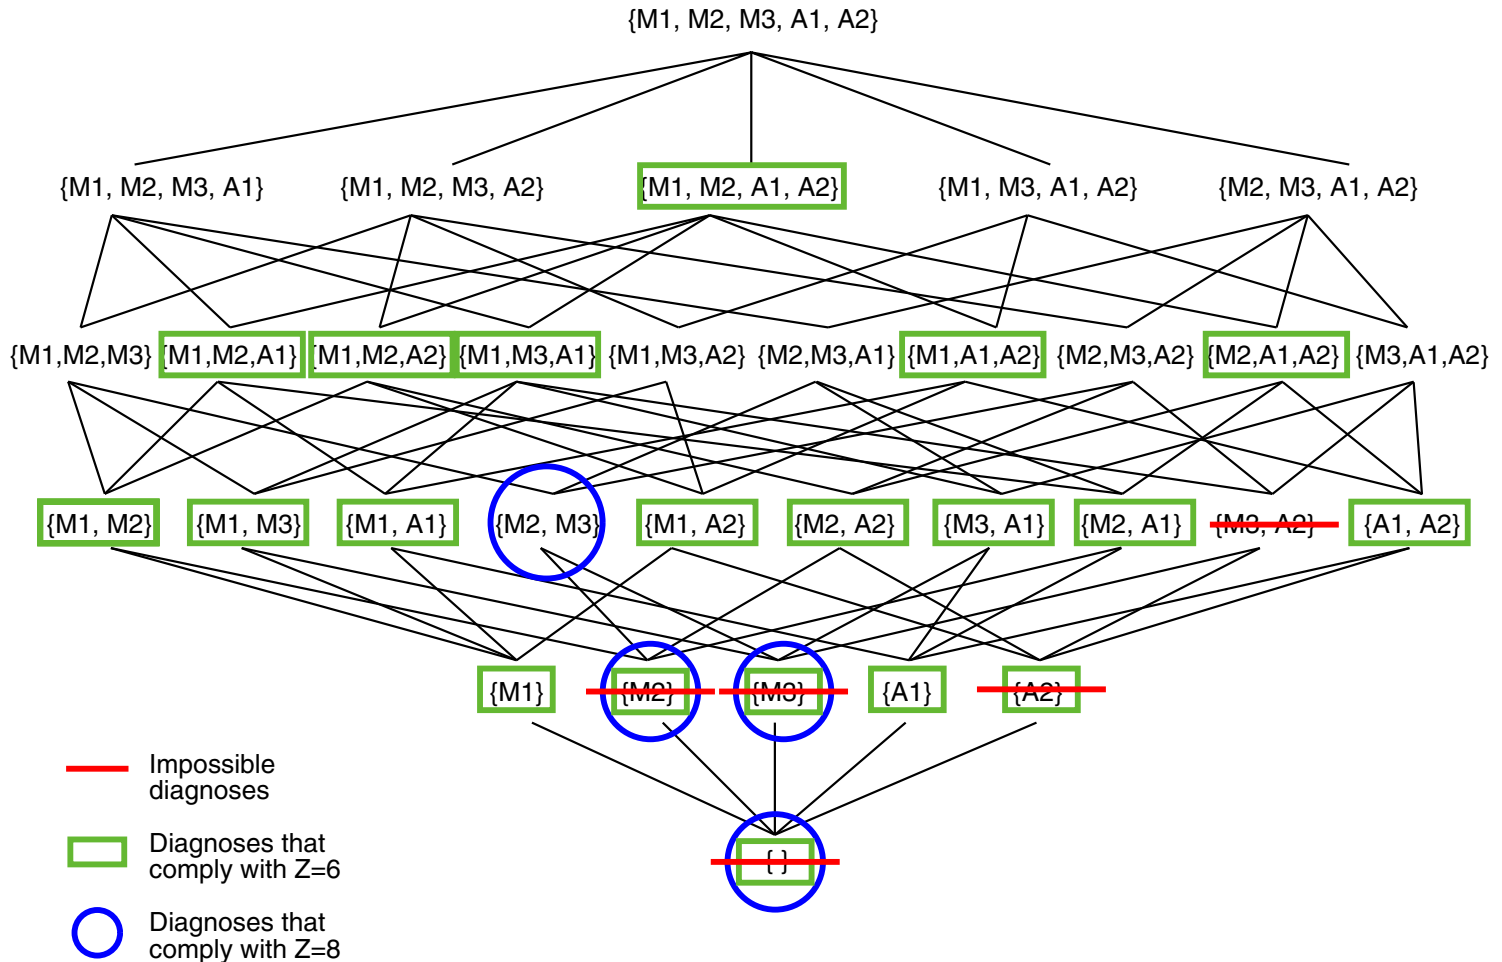 {M1, M2, M3, A1, A2}
{M1, M2, M3, A1} {M1, M2, M3, A2} {M1, M2, A1, A2} {M1, M3, A1, A2} {M2, M3, A1, A2}
{M1,M2,M3} {M1,M2,A1} {M1,M2,A2} {M1,M3,A1} {M1,M3,A2} {M2,M3,A1} {M1,A1,A2} {M2,M3,A2} {M2,A1,A2} {M3,A1,A2}
{M1, M2} {M1, M3} {M1, A1} {M2, M3} {M1, A2} {M2, A2} {M3, A1} {M2, A1} {M3, A2} {A1, A2}
{M1} {M2} {M3} {A1} {A2}
{ }
Impossible
diagnoses
Diagnoses that
comply with Z=6
Diagnoses that
comply with Z=8